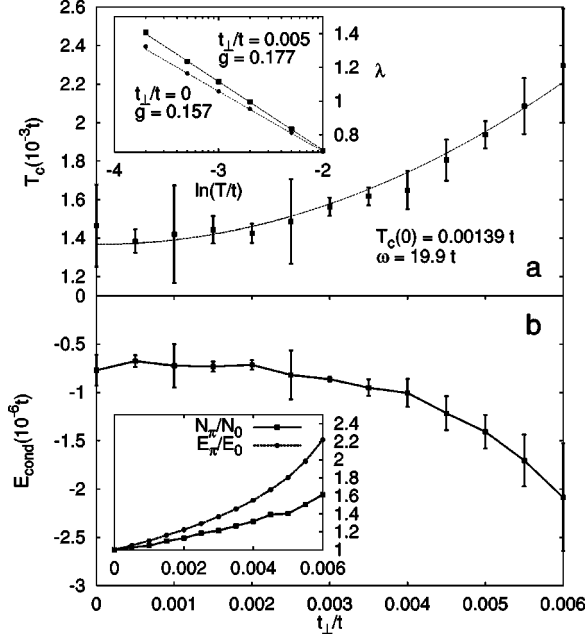 2.6
2.4
2.2
2
1.8
1.6
1.4
1.2
T_c(10^-3t)
t_⊥/t = 0.005
g = 0.177
t_⊥/t = 0
g = 0.157
1.4
1.2
1
0.8
λ
-4
-3
-2
ln(T/t)
T_c(0) = 0.00139 t
ω = 19.9 t
a
0
-0.5
-1
-1.5
-2
-2.5
-3
E_cond(10^-6t)
b
N_π/N_0
E_π/E_0
2.4
2.2
2
1.8
1.6
1.4
1.2
1
0
0.002
0.004
0.006
0
0.001
0.002
0.003
0.004
0.005
0.006
t_⊥/t